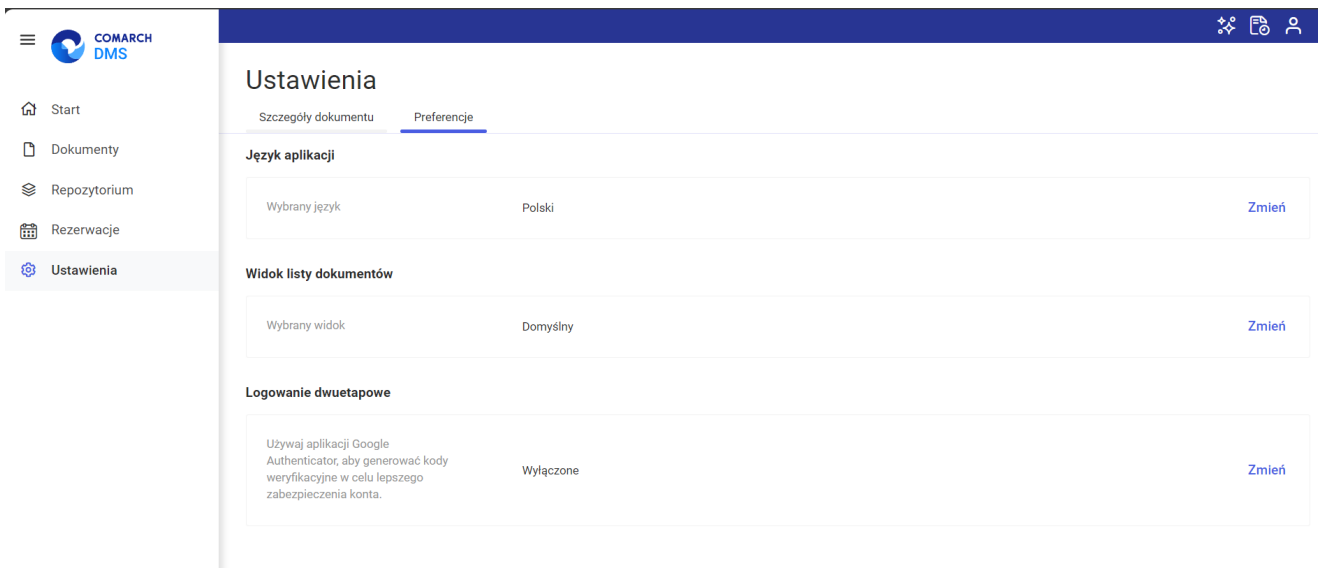 COMARCH
DMS
Start
Dokumenty
Repozytorium
Rezerwacje
Ustawienia
Ustawienia
Szczegóły dokumentu
Preferencje
Język aplikacji
Wybrany język
Polski
Zmień
Widok listy dokumentów
Wybrany widok
Domyślny
Zmień
Logowanie dwuetapowe
Używaj aplikacji Google
Authenticator, aby generować kody
weryfikacyjne w celu lepszego
zabezpieczenia konta.
Wyłączone
Zmień